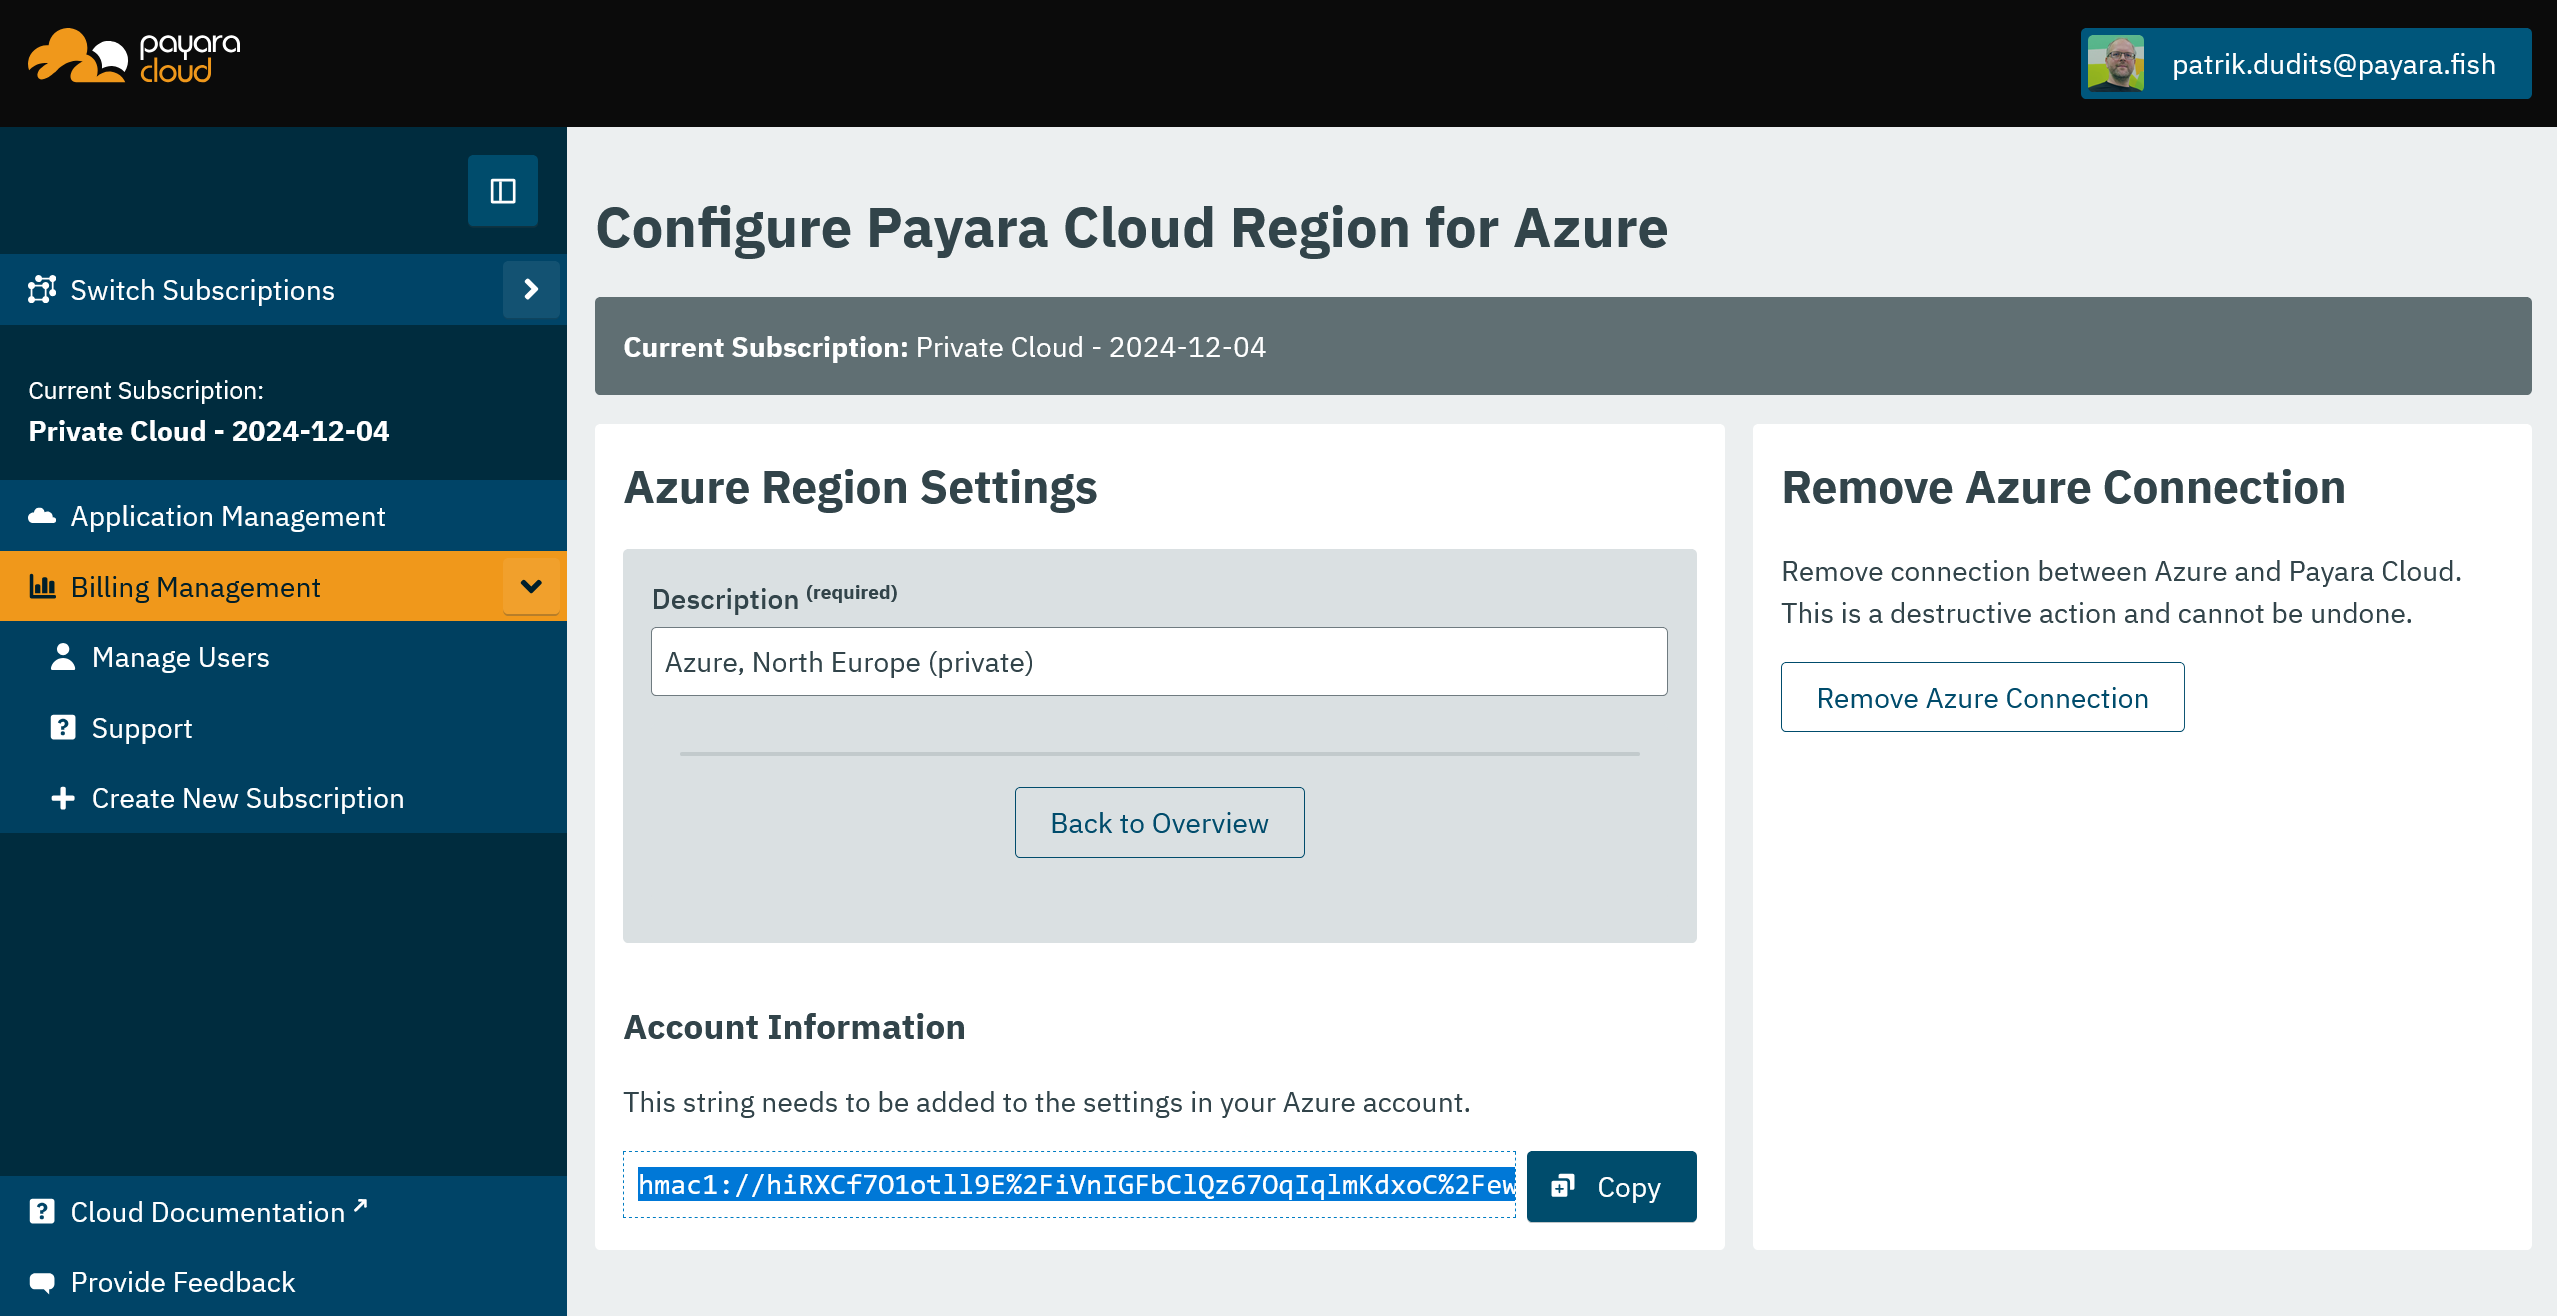 payara
cloud
patrik.dudits@payara.fish
Switch Subscriptions
Current Subscription:
Private Cloud - 2024-12-04
Application Management
Billing Management
Manage Users
Support
Create New Subscription
Cloud Documentation
Provide Feedback
Configure Payara Cloud Region for Azure
Current Subscription: Private Cloud - 2024-12-04
Azure Region Settings
Description (required)
Azure, North Europe (private)
Back to Overview
Account Information
This string needs to be added to the settings in your Azure account.
hmac1://hiRXCf7O1otll9E%2FiVnIGFbClQz67OqIqlmKdxoC%2Few
Copy
Remove Azure Connection
Remove connection between Azure and Payara Cloud.
This is a destructive action and cannot be undone.
Remove Azure Connection